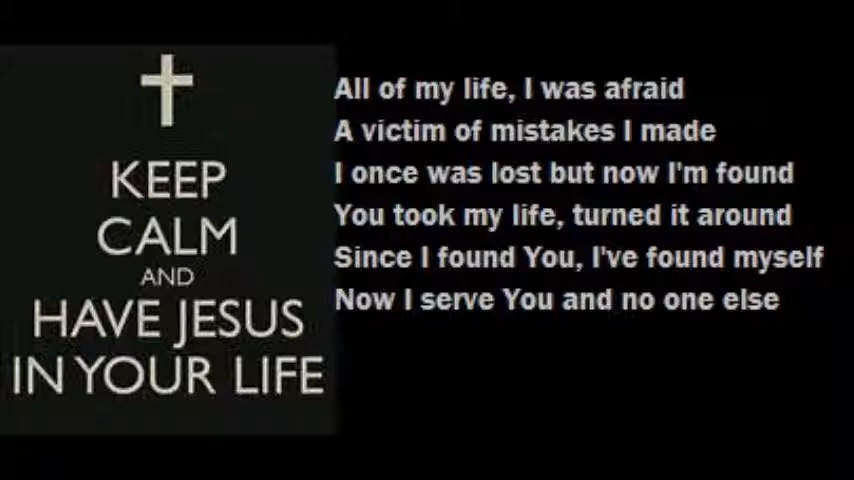 KEEP
CALM
AND
HAVE JESUS
IN YOUR LIFE
All of my life, I was afraid
A victim of mistakes I made
I once was lost but now I'm found
You took my life, turned it around
Since I found You, I've found myself
Now I serve You and no one else